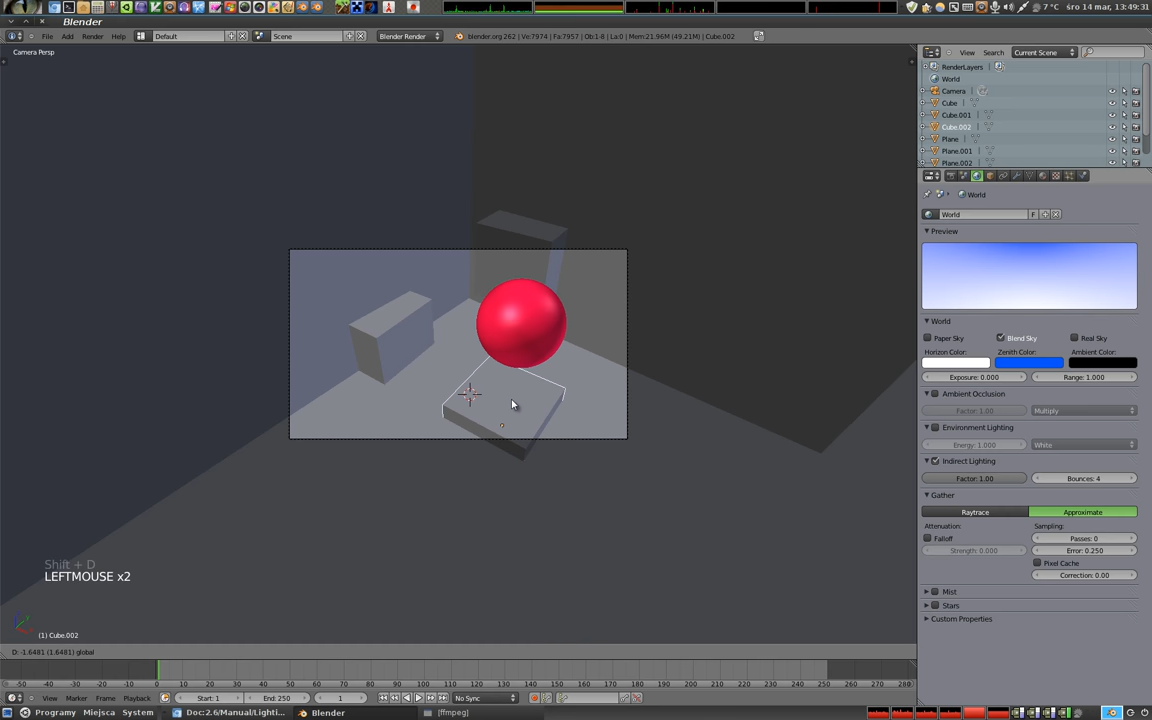 7 °C śro 14 mar, 13:49:31
Blender
File Add Render Help Default Scene Blender Render blender.org 262 | Ve:7974 | Fa:7957 | Ob:1-8 | La:0 | Mem:21.96M (49.21M) | Cube.002
View Search Current Scene
Camera Persp
RenderLayers
World
Camera
Cube
Cube.001
Cube.002
Plane
Plane.001
Plane.002
World
World F
Preview
World
Paper Sky Blend Sky Real Sky
Horizon Color: Zenith Color: Ambient Color:
Exposure: 0.000 Range: 1.000
Ambient Occlusion
Factor: 1.00 Multiply
Environment Lighting
Energy: 1.000 White
Indirect Lighting
Factor: 1.00 Bounces: 4
Gather
Raytrace Approximate
Attenuation: Sampling:
Falloff Passes: 0
Strength: 0.000 Error: 0.250
Pixel Cache
Correction: 0.00
Mist
Stars
Custom Properties
Shift + D
LEFTMOUSE x2
(1) Cube.002
D: -1.6481 (1.6481) global
-50 -40 -30 -20 -10 0 10 20 30 40 50 60 70 80 90 100 110 120 130 140 150 160 170 180 190 200 210 220 230 240 250 260 270 280
View Marker Frame Playback Start: 1 End: 250 1 No Sync
Programy Miejsca System Doc:2.6/Manual/Lighti... Blender [ffmpeg]